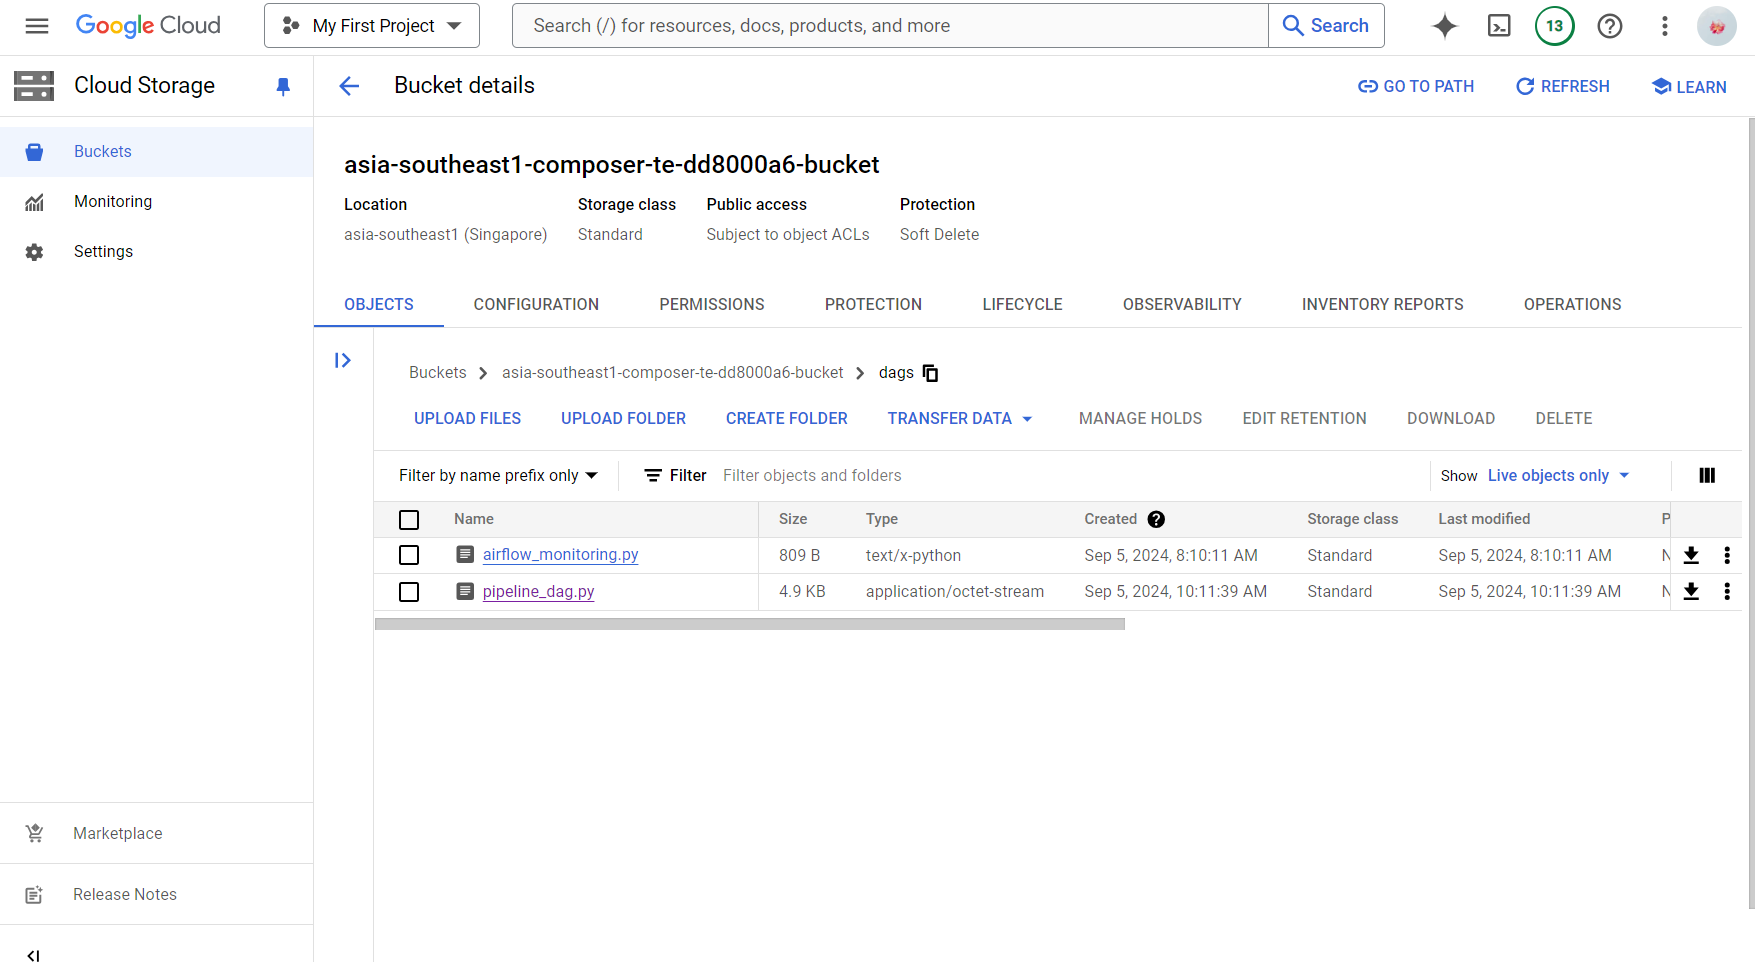 Google Cloud
My First Project
Search (/) for resources, docs, products, and more
Search
13
Cloud Storage
Bucket details
GO TO PATH
REFRESH
LEARN
Buckets
Monitoring
Settings
Marketplace
Release Notes
asia-southeast1-composer-te-dd8000a6-bucket
Location Storage class Public access Protection
asia-southeast1 (Singapore) Standard Subject to object ACLs Soft Delete
OBJECTS CONFIGURATION PERMISSIONS PROTECTION LIFECYCLE OBSERVABILITY INVENTORY REPORTS OPERATIONS
Buckets asia-southeast1-composer-te-dd8000a6-bucket dags
UPLOAD FILES UPLOAD FOLDER CREATE FOLDER TRANSFER DATA MANAGE HOLDS EDIT RETENTION DOWNLOAD DELETE
Filter by name prefix only Filter Filter objects and folders Show Live objects only
Name Size Type Created Storage class Last modified
airflow_monitoring.py 809 B text/x-python Sep 5, 2024, 8:10:11 AM Standard Sep 5, 2024, 8:10:11 AM
pipeline_dag.py 4.9 KB application/octet-stream Sep 5, 2024, 10:11:39 AM Standard Sep 5, 2024, 10:11:39 AM